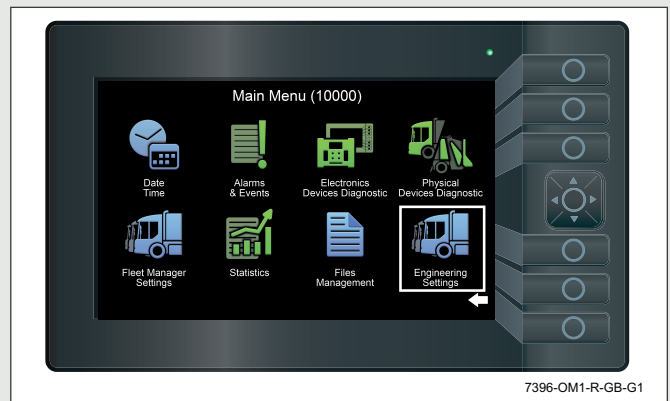 Main Menu (10000)
Date
Time
Alarms
& Events
Electronics
Devices Diagnostic
Physical
Devices Diagnostic
Fleet Manager
Settings
Statistics
Files
Management
Engineering
Settings
7396-OM1-R-GB-G1